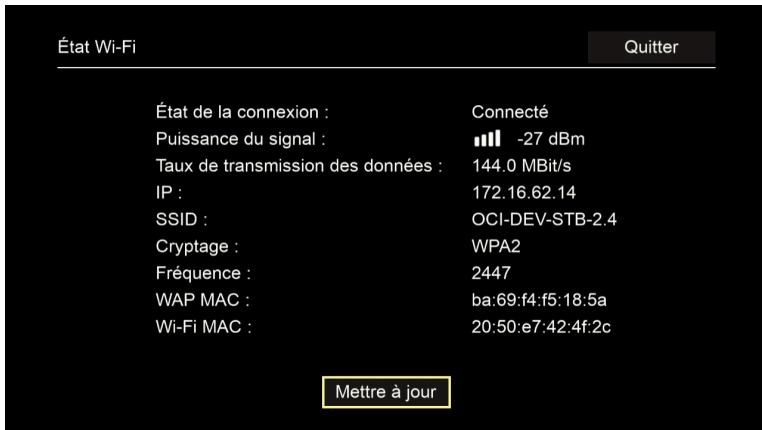 État Wi-Fi Quitter
État de la connexion : Connecté
Puissance du signal : -27 dBm
Taux de transmission des données : 144.0 MBit/s
IP : 172.16.62.14
SSID : OCI-DEV-STB-2.4
Cryptage : WPA2
Fréquence : 2447
WAP MAC : ba:69:f4:f5:18:5a
Wi-Fi MAC : 20:50:e7:42:4f:2c
Mettre à jour